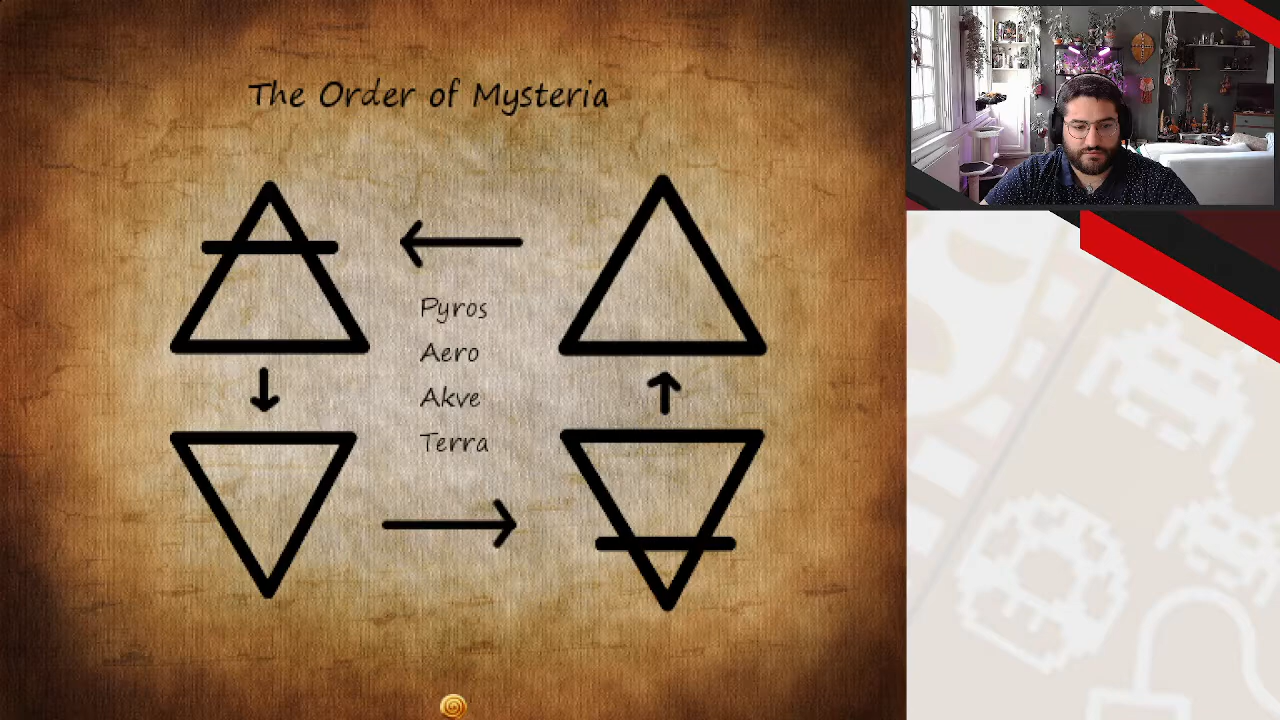 The Order of Mysteria
Pyros
Aero
Akve
Terra